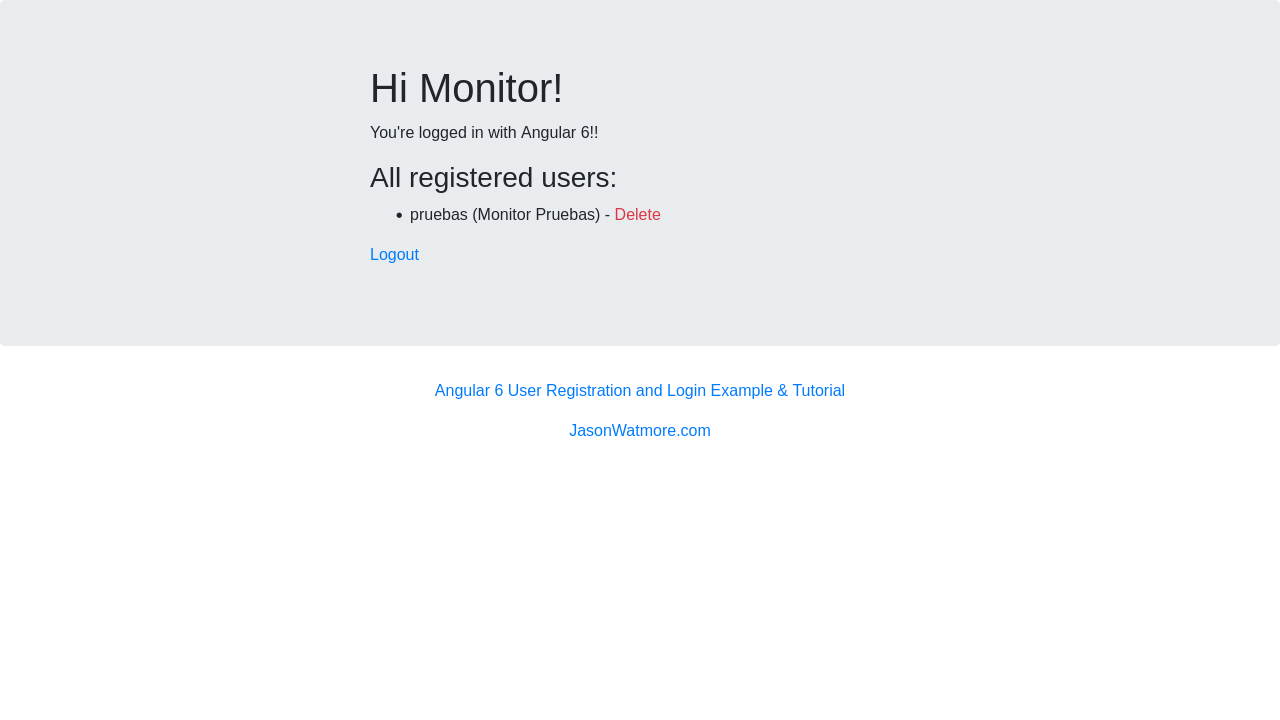 Hi Monitor!
You're logged in with Angular 6!!
All registered users:
pruebas (Monitor Pruebas) - Delete
Logout
Angular 6 User Registration and Login Example & Tutorial
JasonWatmore.com